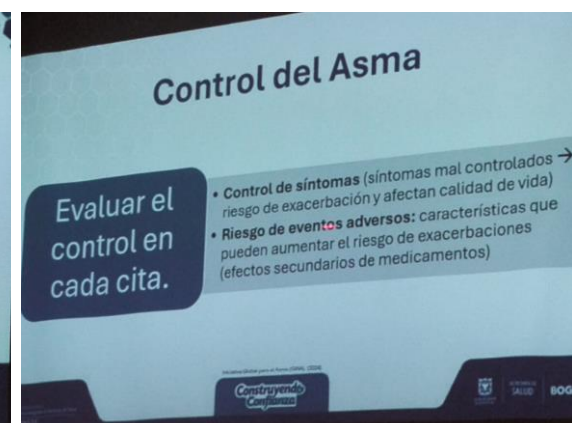 Control del Asma
Evaluar el
control en
cada cita.
• Control de síntomas (síntomas mal controlados →
riesgo de exacerbación y afectan calidad de vida)
• Riesgo de eventos adversos: características que
pueden aumentar el riesgo de exacerbaciones
(efectos secundarios de medicamentos)
Construyendo
Confianza
SALUD
BOG